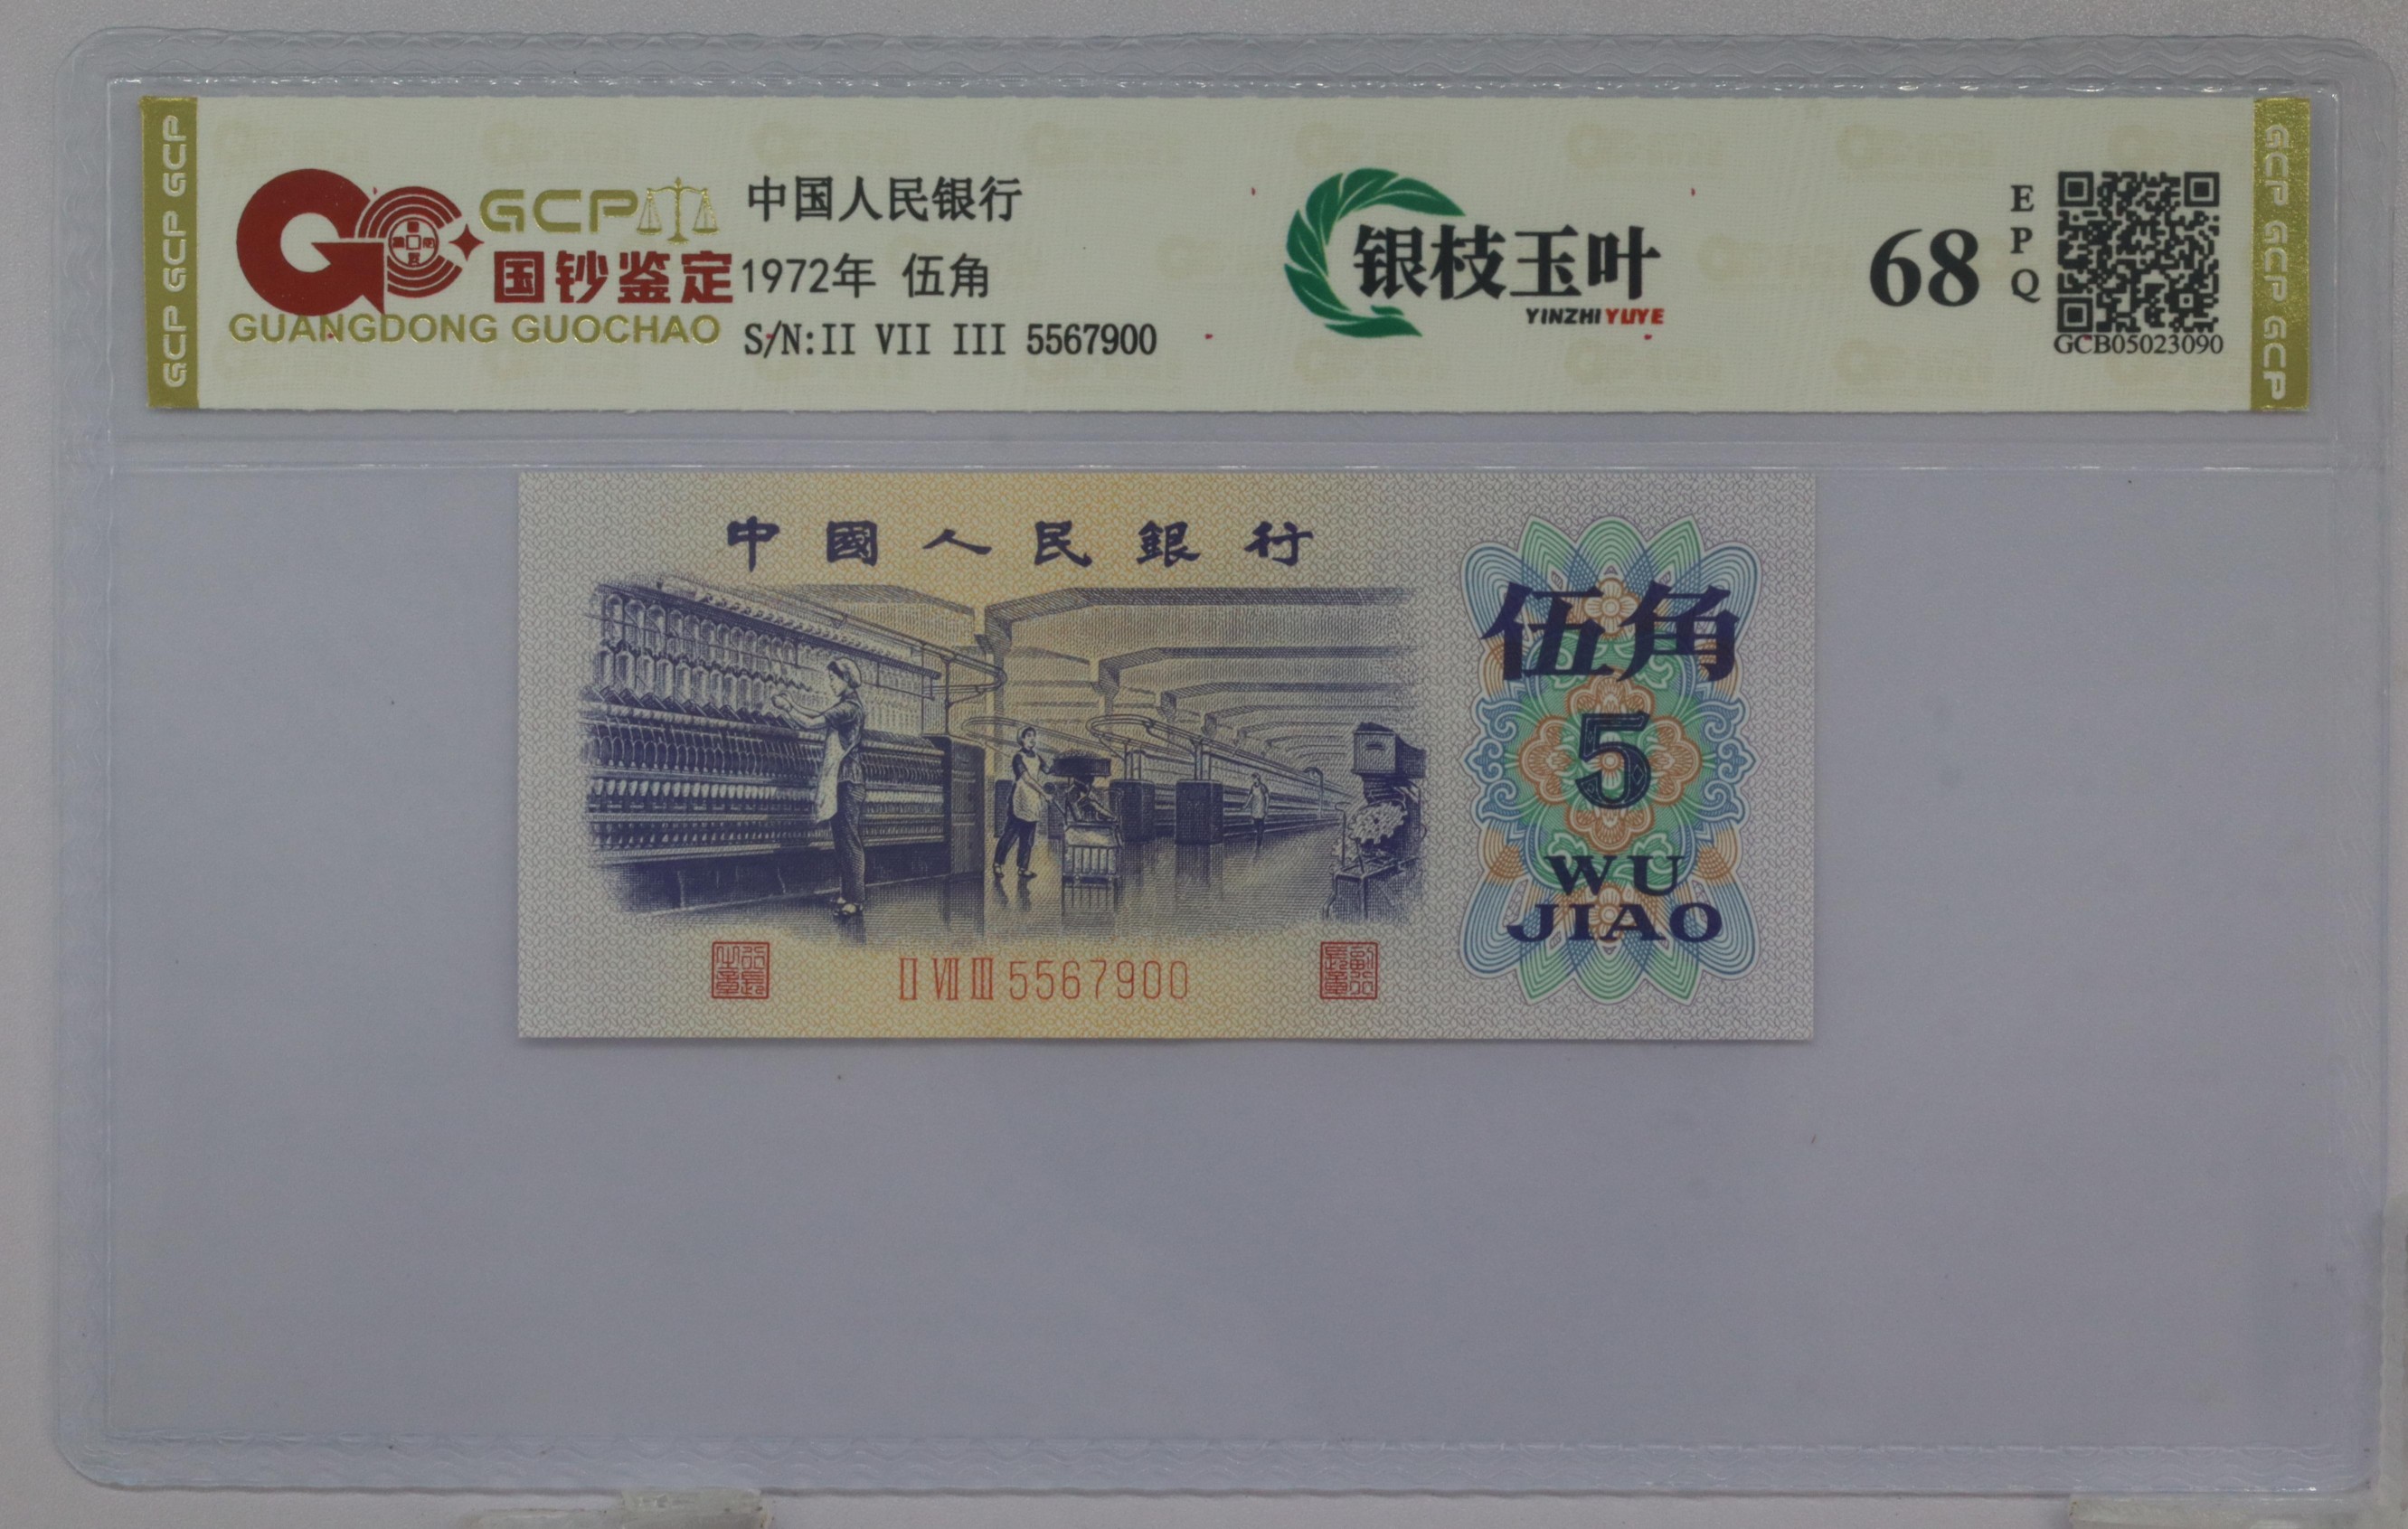 GCP GCP GCP
GCP
国钞鉴定
GUANGDONG GUOCHAO
中国人民银行
1972年 伍角
S/N:II VII III 5567900
银枝玉叶
YINZHI YUYE
68
EPQ
GCB05023090
GCP GCP GCP
中國人民銀行
伍角
5
WU
JIAO
II VII III 5567900